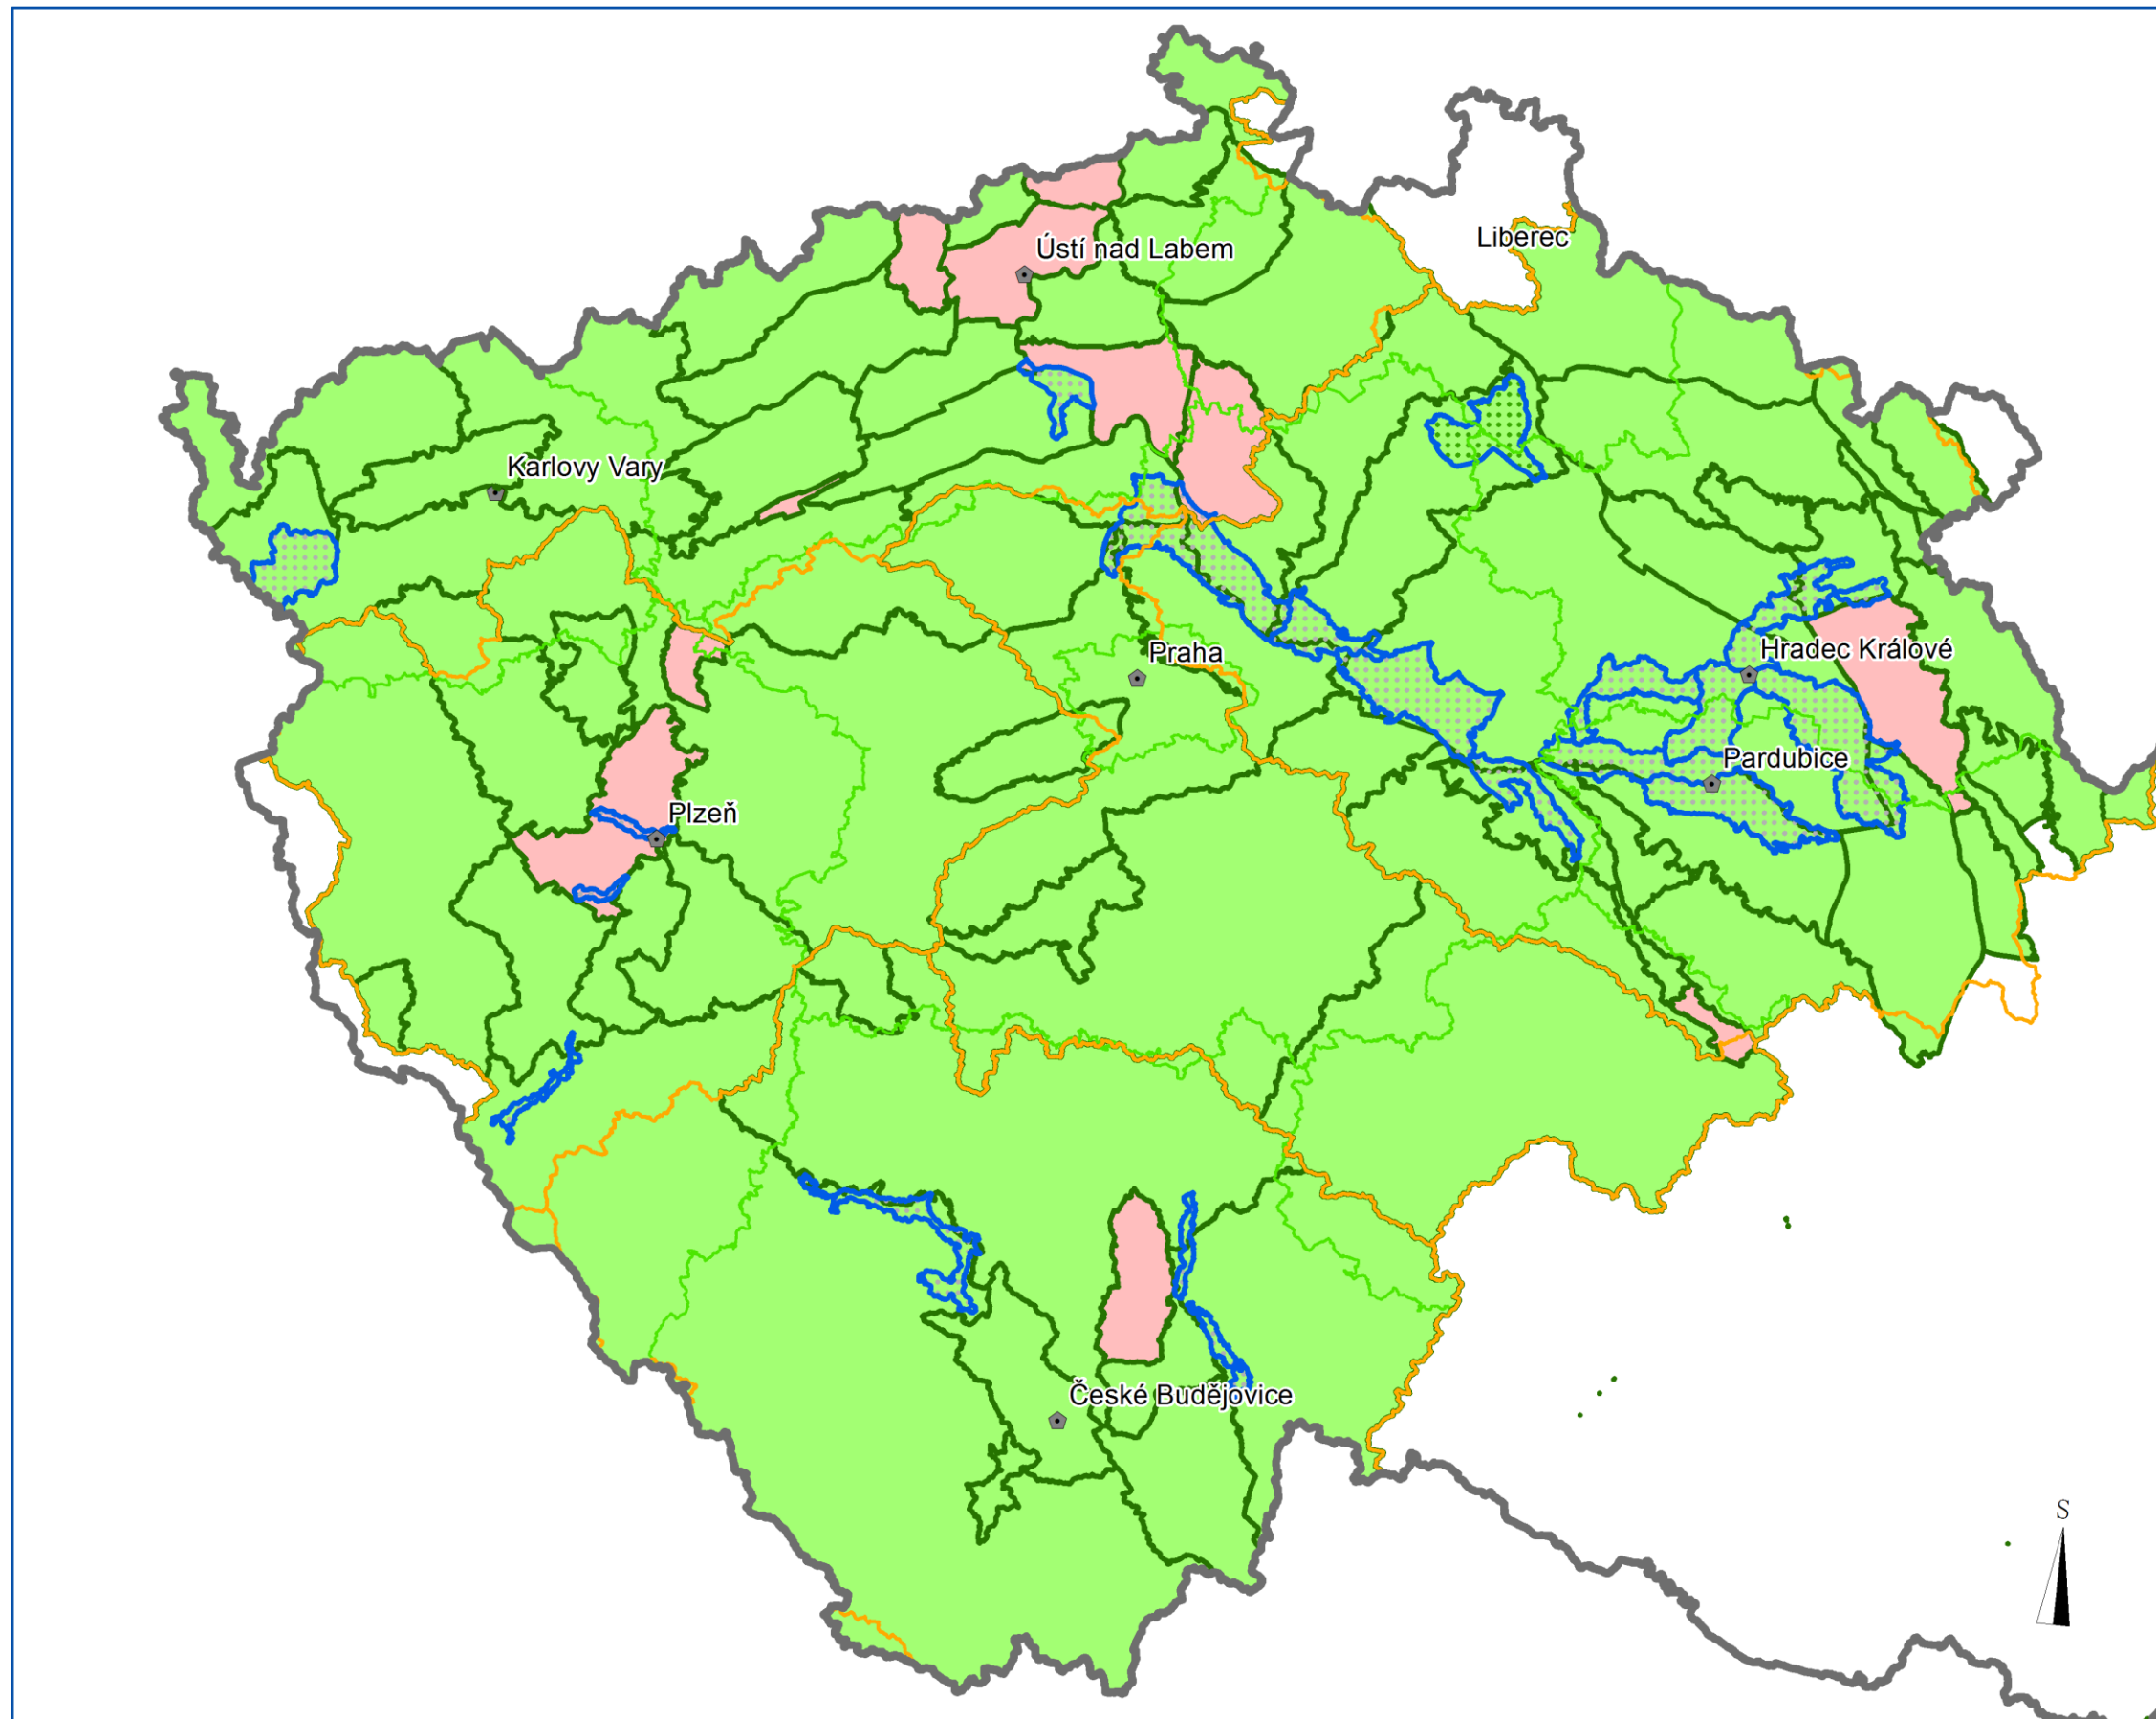 Liberec
Ústí nad Labem
Karlovy Vary
Praha
Hradec Králové
Pardubice
Plzeň
České Budějovice
S